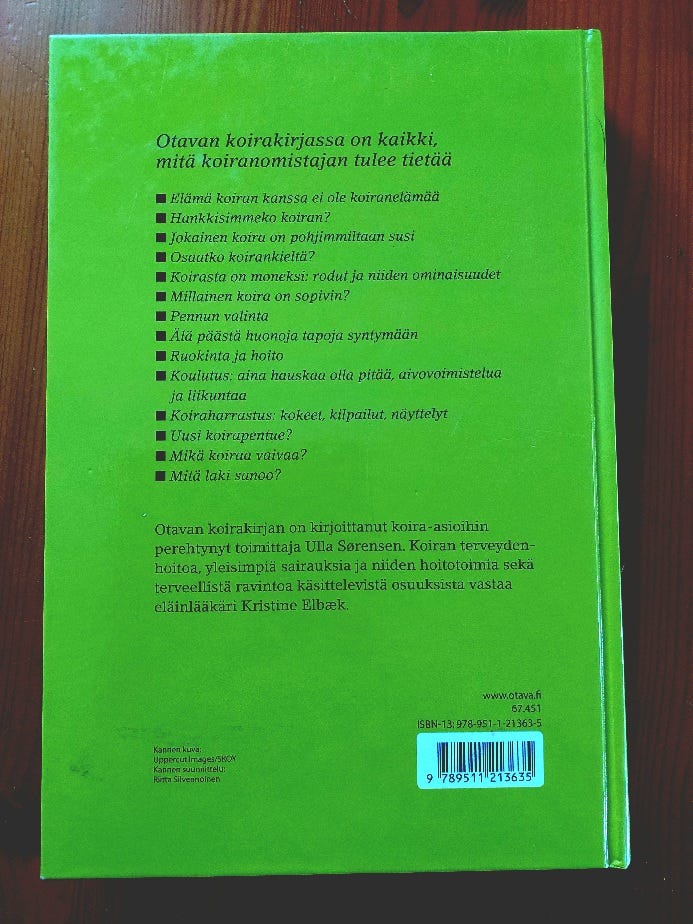 Otavan koirakirjassa on kaikki,
mitä koiranomistajan tulee tietää
■ Elämä koiran kanssa ei ole koiranelämää
■ Hankkisimmeko koiran?
■ Jokainen koira on pohjimmiltaan susi
■ Osaatko koirankieltä?
■ Koirasta on moneksi: rodut ja niiden ominaisuudet
■ Millainen koira on sopivin?
■ Pennun valinta
■ Älä päästä huonoja tapoja syntymään
■ Ruokinta ja hoito
■ Koulutus: aina hauskaa olla pitää, aivovoimistelua
ja liikuntaa
■ Koiraharrastus: kokeet, kilpailut, näyttelyt
■ Uusi koirapentue?
■ Mikä koiraa vaivaa?
■ Mitä laki sanoo?
Otavan koirakirjan on kirjoittanut koira-asioihin
perehtynyt toimittaja Ulla Sørensen. Koiran terveyden-
hoitoa, yleisimpiä sairauksia ja niiden hoitotoimia sekä
terveellistä ravintoa käsittelevistä osuuksista vastaa
eläinlääkäri Kristine Elbæk.
www.otava.fi
67.451
ISBN-13: 978-951-1-21363-5
9 789511 213635
Kannen kuva:
Uppercut Images/SKOY
Kannen suunnittelu:
Riitta Silvennoinen